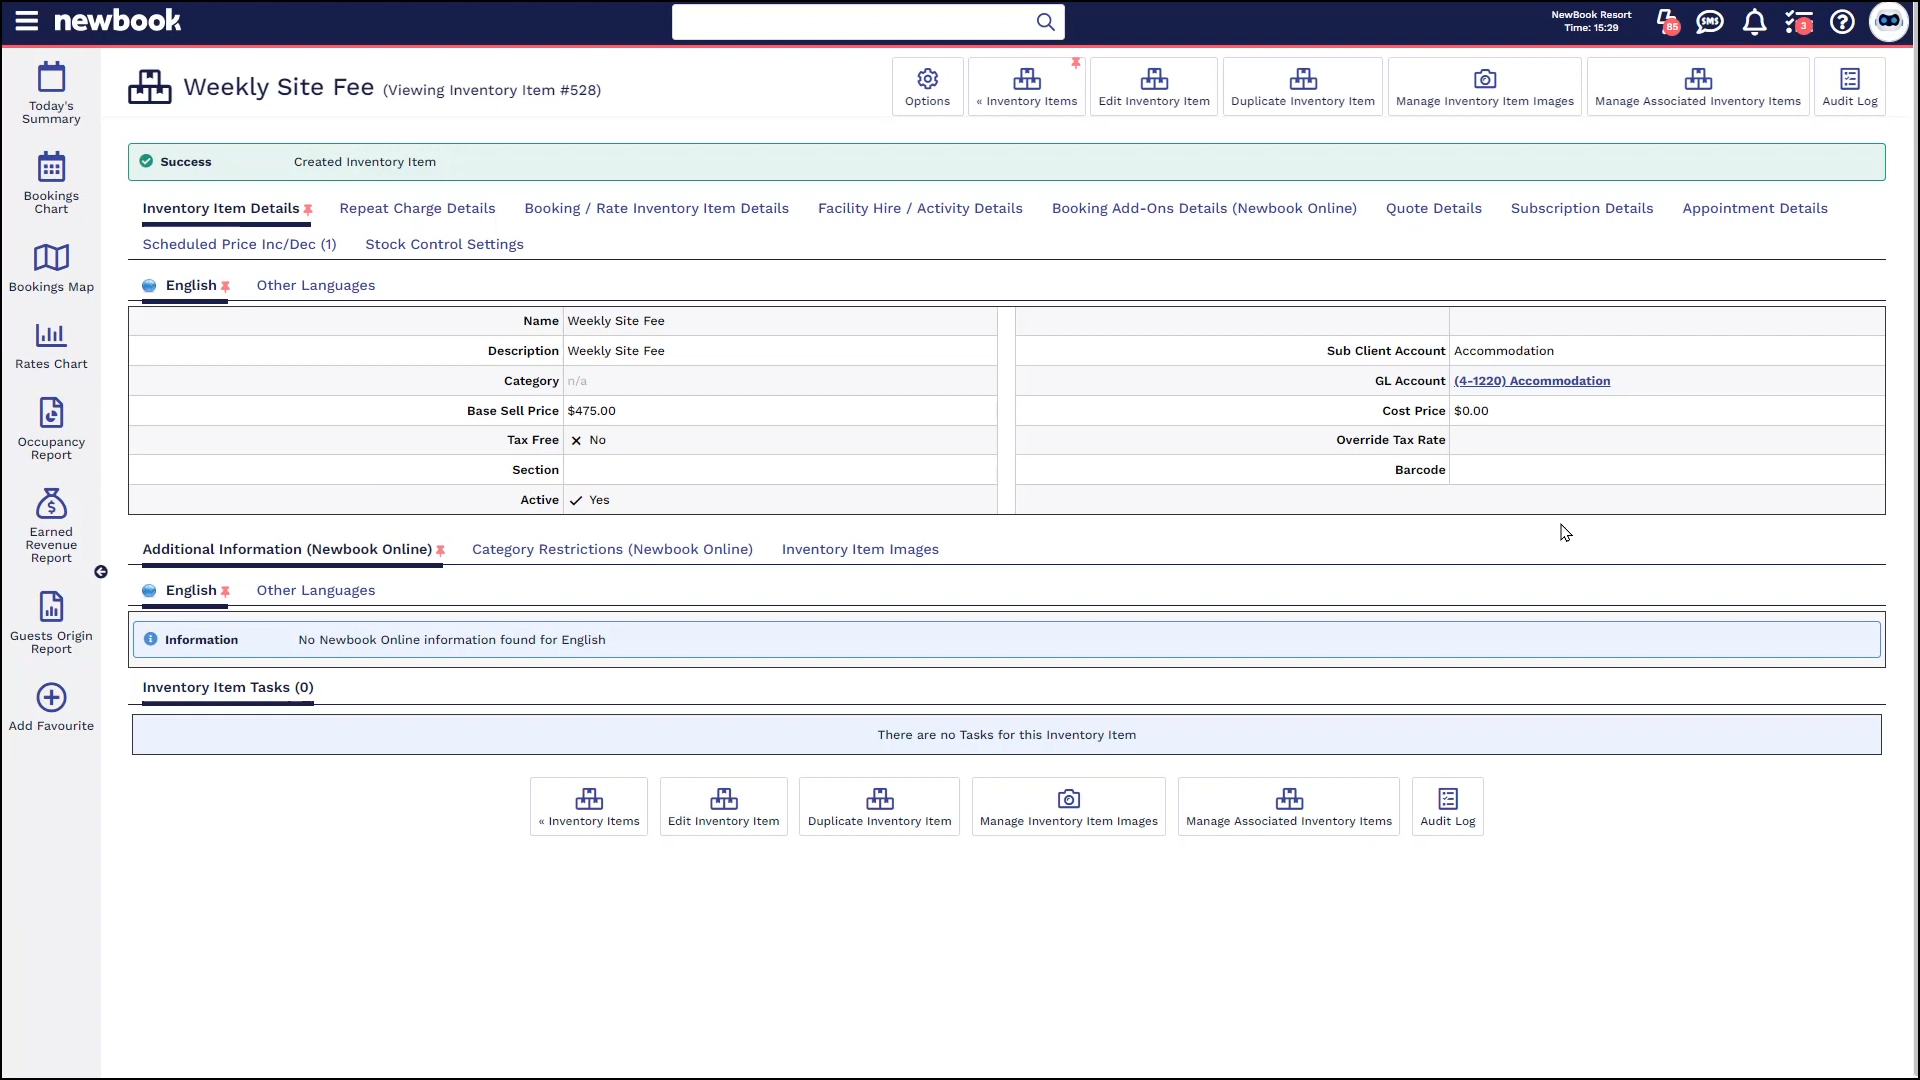 newbook
NewBook Resort
Time: 15:29
85
SMS
3
Today's
Summary
Bookings
Chart
Bookings Map
Rates Chart
Occupancy
Report
Earned
Revenue
Report
Guests Origin
Report
Add Favourite
Weekly Site Fee (Viewing Inventory Item #528)
Options
« Inventory Items
Edit Inventory Item
Duplicate Inventory Item
Manage Inventory Item Images
Manage Associated Inventory Items
Audit Log
Success Created Inventory Item
Inventory Item Details Repeat Charge Details Booking / Rate Inventory Item Details Facility Hire / Activity Details Booking Add-Ons Details (Newbook Online) Quote Details Subscription Details Appointment Details
Scheduled Price Inc/Dec (1) Stock Control Settings
English Other Languages
Name Weekly Site Fee
Description Weekly Site Fee Sub Client Account Accommodation
Category n/a GL Account (4-1220) Accommodation
Base Sell Price $475.00 Cost Price $0.00
Tax Free No Override Tax Rate
Section Barcode
Active Yes
Additional Information (Newbook Online) Category Restrictions (Newbook Online) Inventory Item Images
English Other Languages
Information No Newbook Online information found for English
Inventory Item Tasks (0)
There are no Tasks for this Inventory Item
« Inventory Items
Edit Inventory Item
Duplicate Inventory Item
Manage Inventory Item Images
Manage Associated Inventory Items
Audit Log